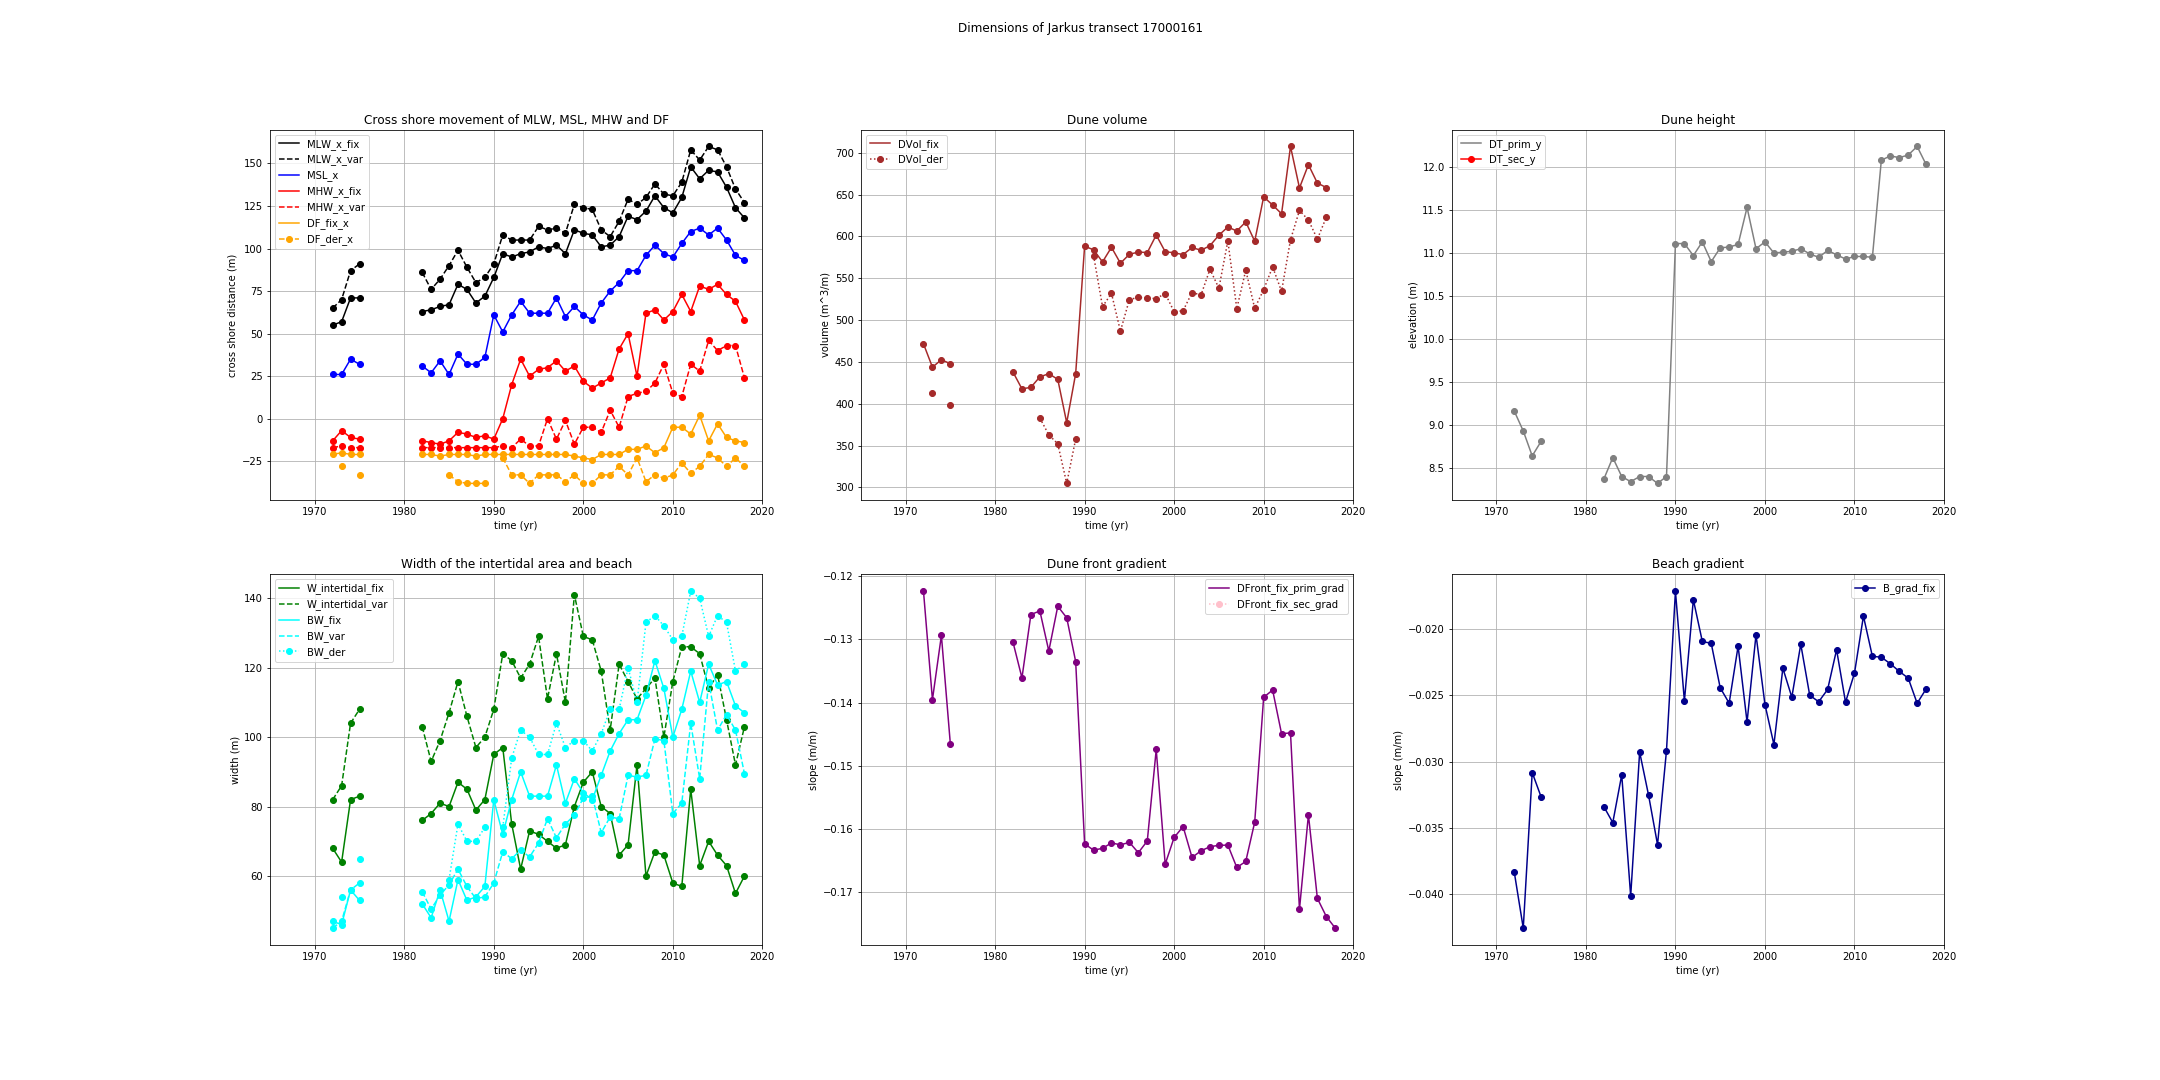 Dimensions of Jarkus transect 17000161
Cross shore movement of MLW, MSL, MHW and DF
MLW_x_fix
MLW_x_var
MSL_x
MHW_x_fix
MHW_x_var
DF_fix_x
DF_der_x
150
125
100
75
50
25
0
−25
cross shore distance (m)
1970 1980 1990 2000 2010 2020
time (yr)
Dune volume
DVol_fix
DVol_der
700
650
600
550
500
450
400
350
300
volume (m^3/m)
1970 1980 1990 2000 2010 2020
time (yr)
Dune height
DT_prim_y
DT_sec_y
12.0
11.5
11.0
10.5
10.0
9.5
9.0
8.5
elevation (m)
1970 1980 1990 2000 2010 2020
time (yr)
Width of the intertidal area and beach
W_intertidal_fix
W_intertidal_var
BW_fix
BW_var
BW_der
140
120
100
80
60
width (m)
1970 1980 1990 2000 2010 2020
time (yr)
Dune front gradient
DFront_fix_prim_grad
DFront_fix_sec_grad
−0.12
−0.13
−0.14
−0.15
−0.16
−0.17
slope (m/m)
1970 1980 1990 2000 2010 2020
time (yr)
Beach gradient
B_grad_fix
−0.020
−0.025
−0.030
−0.035
−0.040
slope (m/m)
1970 1980 1990 2000 2010 2020
time (yr)